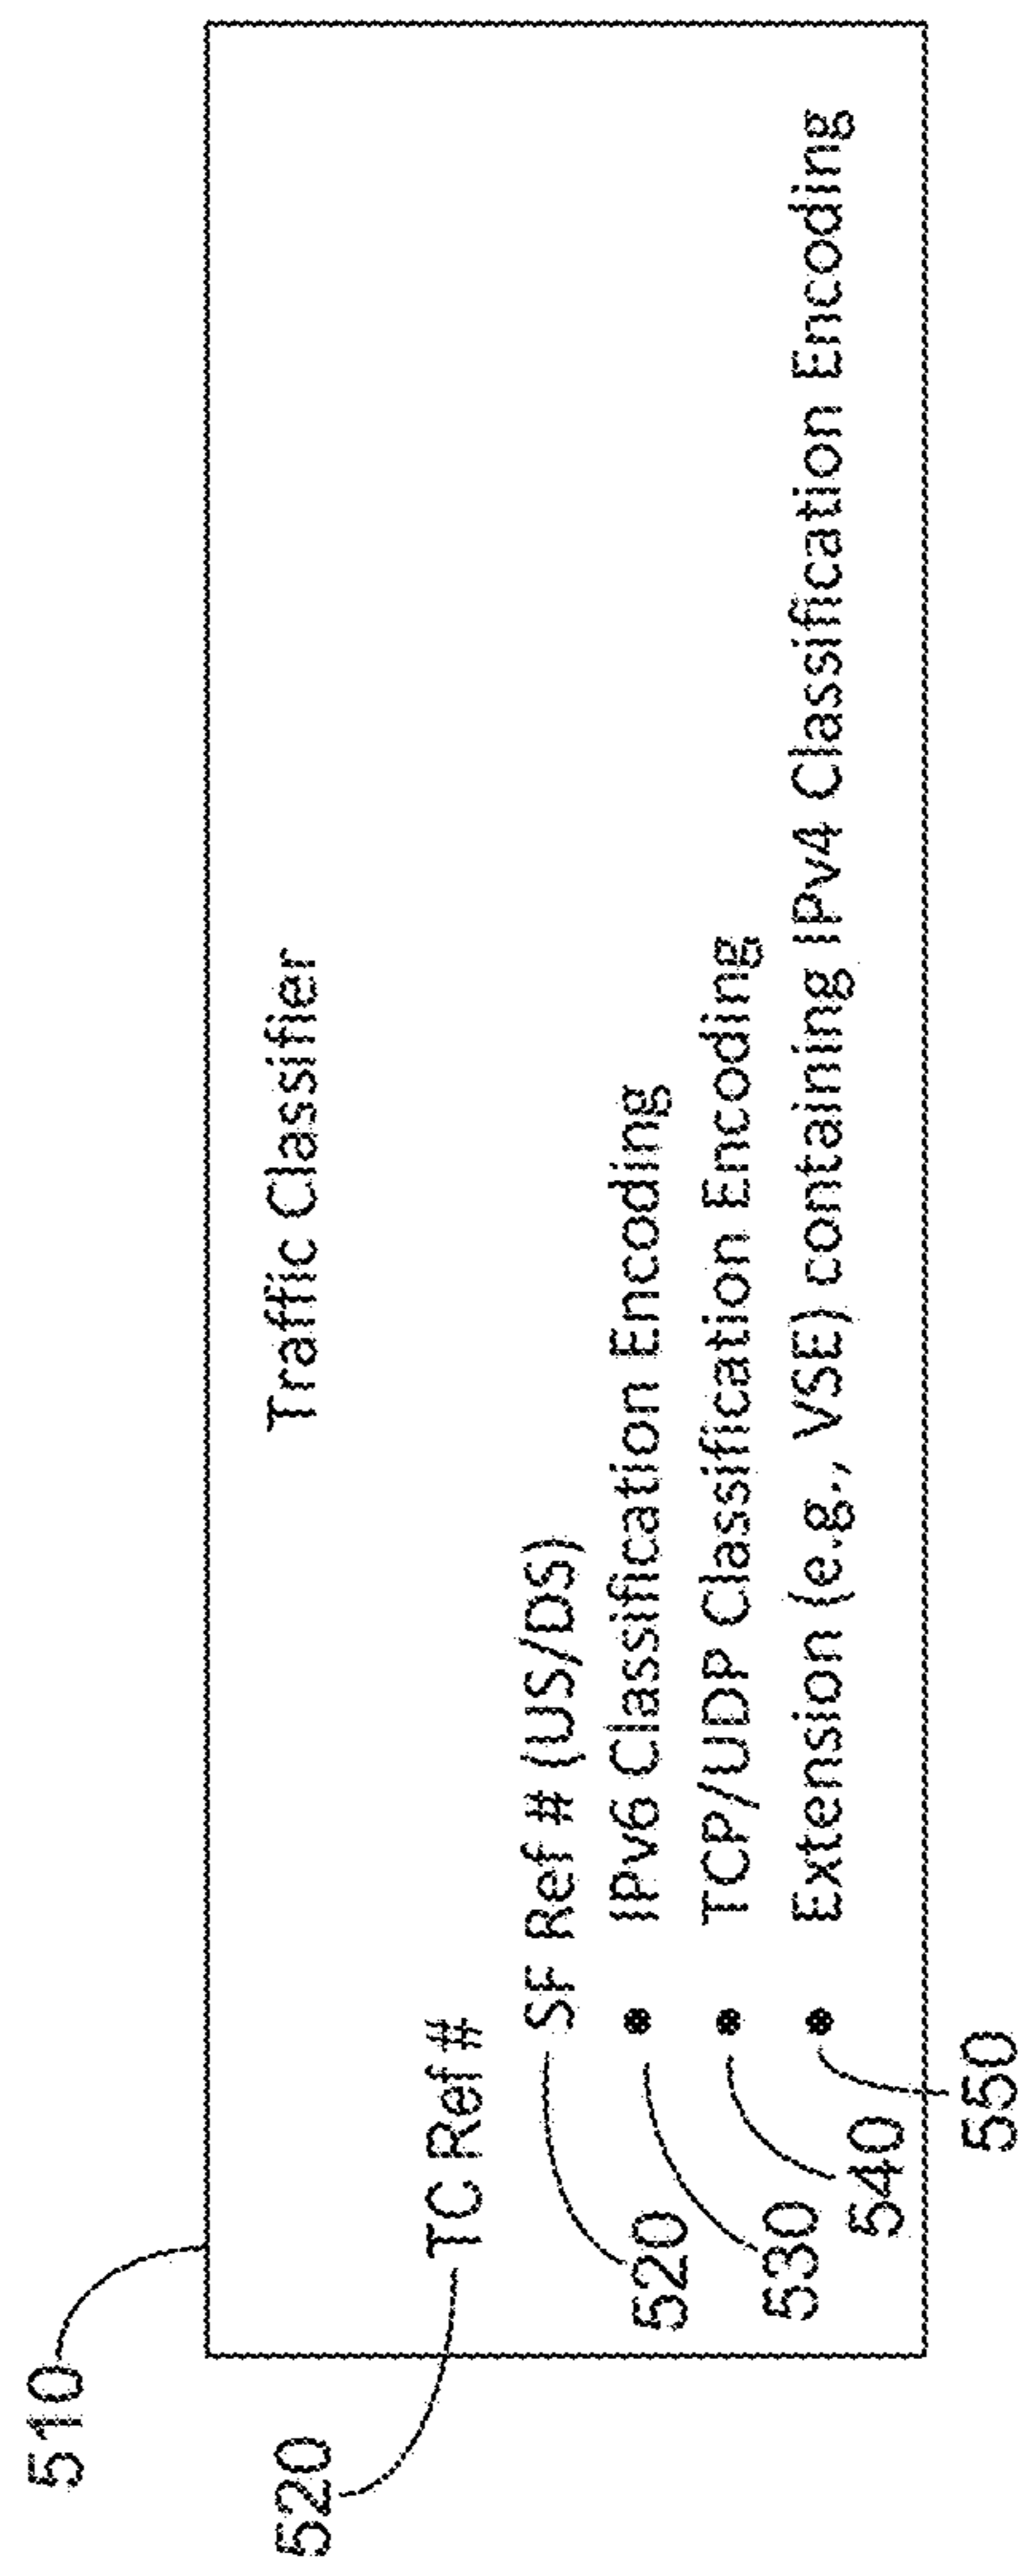 510
Traffic Classifier
520
TC Ref #
520
SF Ref # (US/DS)
530
• IPv6 Classification Encoding
540
• TCP/UDP Classification Encoding
550
• Extension (e.g., VSE) containing IPv4 Classification Encoding